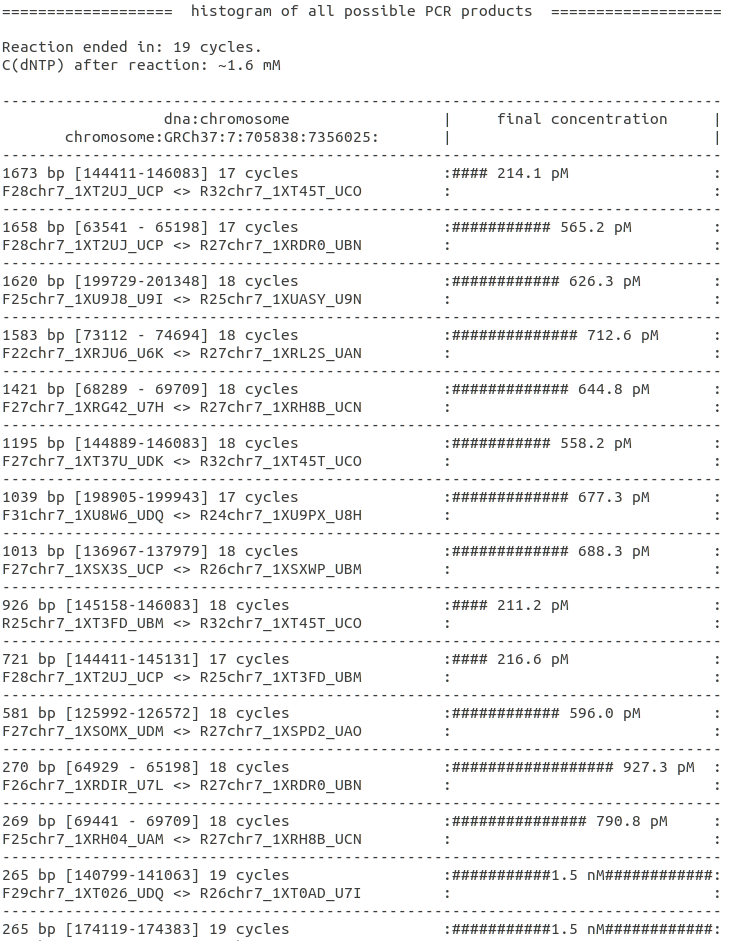 ===================  histogram of all possible PCR products  ===================
Reaction ended in: 19 cycles.
C(dNTP) after reaction: ~1.6 mM
--------------------------------------------------------------------------------
dna:chromosome | final concentration |
chromosome:GRCh37:7:705838:7356025: | |
--------------------------------------------------------------------------------
1673 bp [144411-146083] 17 cycles :#### 214.1 pM :
F28chr7_1XT2UJ_UCP <> R32chr7_1XT45T_UCO : :
--------------------------------------------------------------------------------
1658 bp [63541 - 65198] 17 cycles :########### 565.2 pM :
F28chr7_1XT2UJ_UCP <> R27chr7_1XRDR0_UBN : :
--------------------------------------------------------------------------------
1620 bp [199729-201348] 18 cycles :############ 626.3 pM :
F25chr7_1XU9J8_U9I <> R25chr7_1XUASY_U9N : :
--------------------------------------------------------------------------------
1583 bp [73112 - 74694] 18 cycles :############## 712.6 pM :
F22chr7_1XRJU6_U6K <> R27chr7_1XRL2S_UAN : :
--------------------------------------------------------------------------------
1421 bp [68289 - 69709] 18 cycles :############# 644.8 pM :
F27chr7_1XRG42_U7H <> R27chr7_1XRH8B_UCN : :
--------------------------------------------------------------------------------
1195 bp [144889-146083] 18 cycles :########### 558.2 pM :
F27chr7_1XT37U_UDK <> R32chr7_1XT45T_UCO : :
--------------------------------------------------------------------------------
1039 bp [198905-199943] 17 cycles :############# 677.3 pM :
F31chr7_1XU8W6_UDQ <> R24chr7_1XU9PX_U8H : :
--------------------------------------------------------------------------------
1013 bp [136967-137979] 18 cycles :############# 688.3 pM :
F27chr7_1XSX3S_UCP <> R26chr7_1XSXWP_UBM : :
--------------------------------------------------------------------------------
926 bp [145158-146083] 18 cycles :#### 211.2 pM :
R25chr7_1XT3FD_UBM <> R32chr7_1XT45T_UCO : :
--------------------------------------------------------------------------------
721 bp [144411-145131] 17 cycles :#### 216.6 pM :
F28chr7_1XT2UJ_UCP <> R25chr7_1XT3FD_UBM : :
--------------------------------------------------------------------------------
581 bp [125992-126572] 18 cycles :############ 596.0 pM :
F27chr7_1XSOMX_UDM <> R27chr7_1XSPD2_UAO : :
--------------------------------------------------------------------------------
270 bp [64929 - 65198] 18 cycles :################## 927.3 pM :
F26chr7_1XRDIR_U7L <> R27chr7_1XRDR0_UBN : :
--------------------------------------------------------------------------------
269 bp [69441 - 69709] 18 cycles :############### 790.8 pM :
F25chr7_1XRH04_UAM <> R27chr7_1XRH8B_UCN : :
--------------------------------------------------------------------------------
265 bp [140799-141063] 19 cycles :###########1.5 nM############:
F29chr7_1XT026_UDQ <> R26chr7_1XT0AD_U7I : :
--------------------------------------------------------------------------------
265 bp [174119-174383] 19 cycles :###########1.5 nM############: